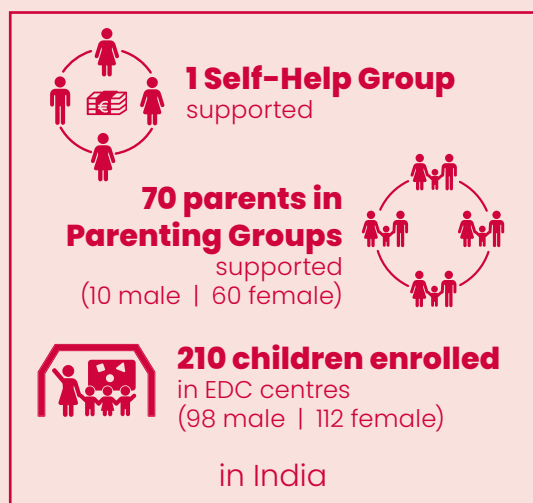 1 Self-Help Group
supported
70 parents in
Parenting Groups
supported
(10 male | 60 female)
210 children enrolled
in EDC centres
(98 male | 112 female)
in India